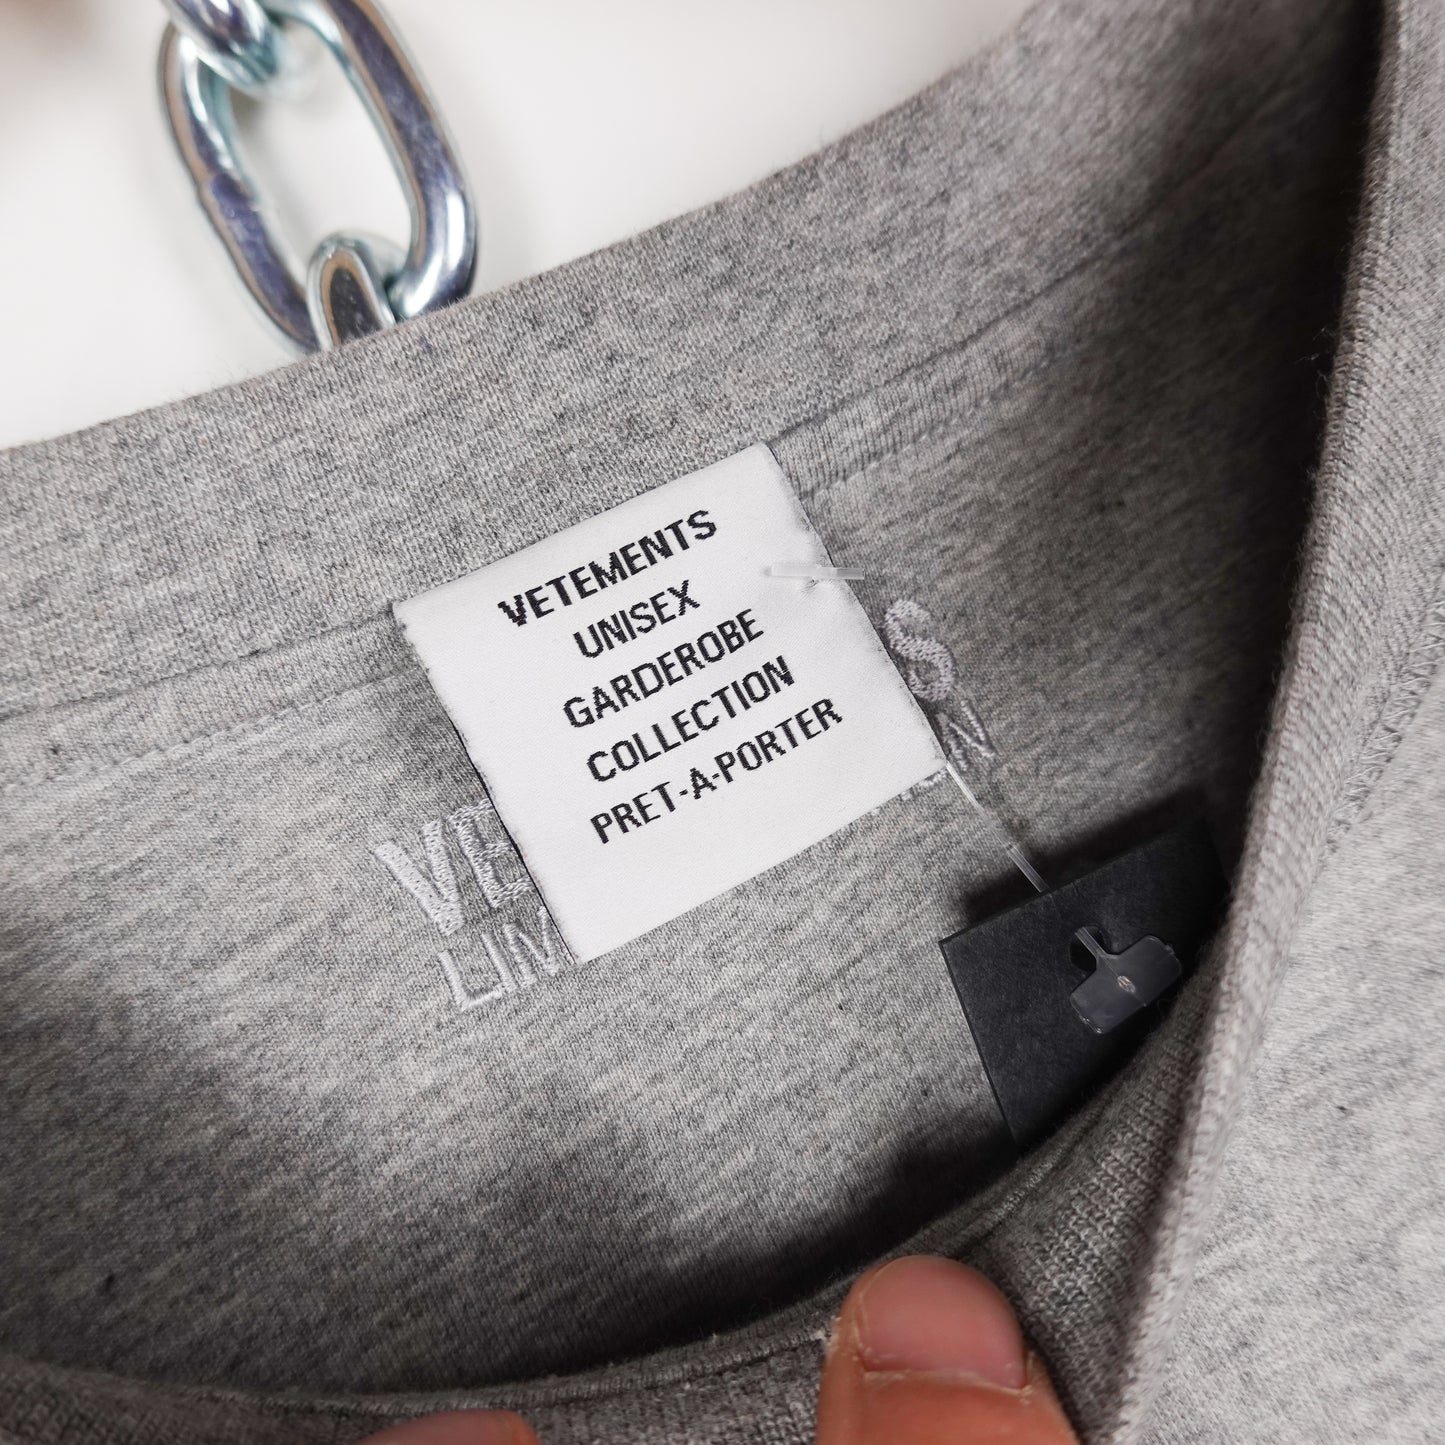 VETEMENTS
UNISEX
GARDEROBE
COLLECTION
PRET-A-PORTER